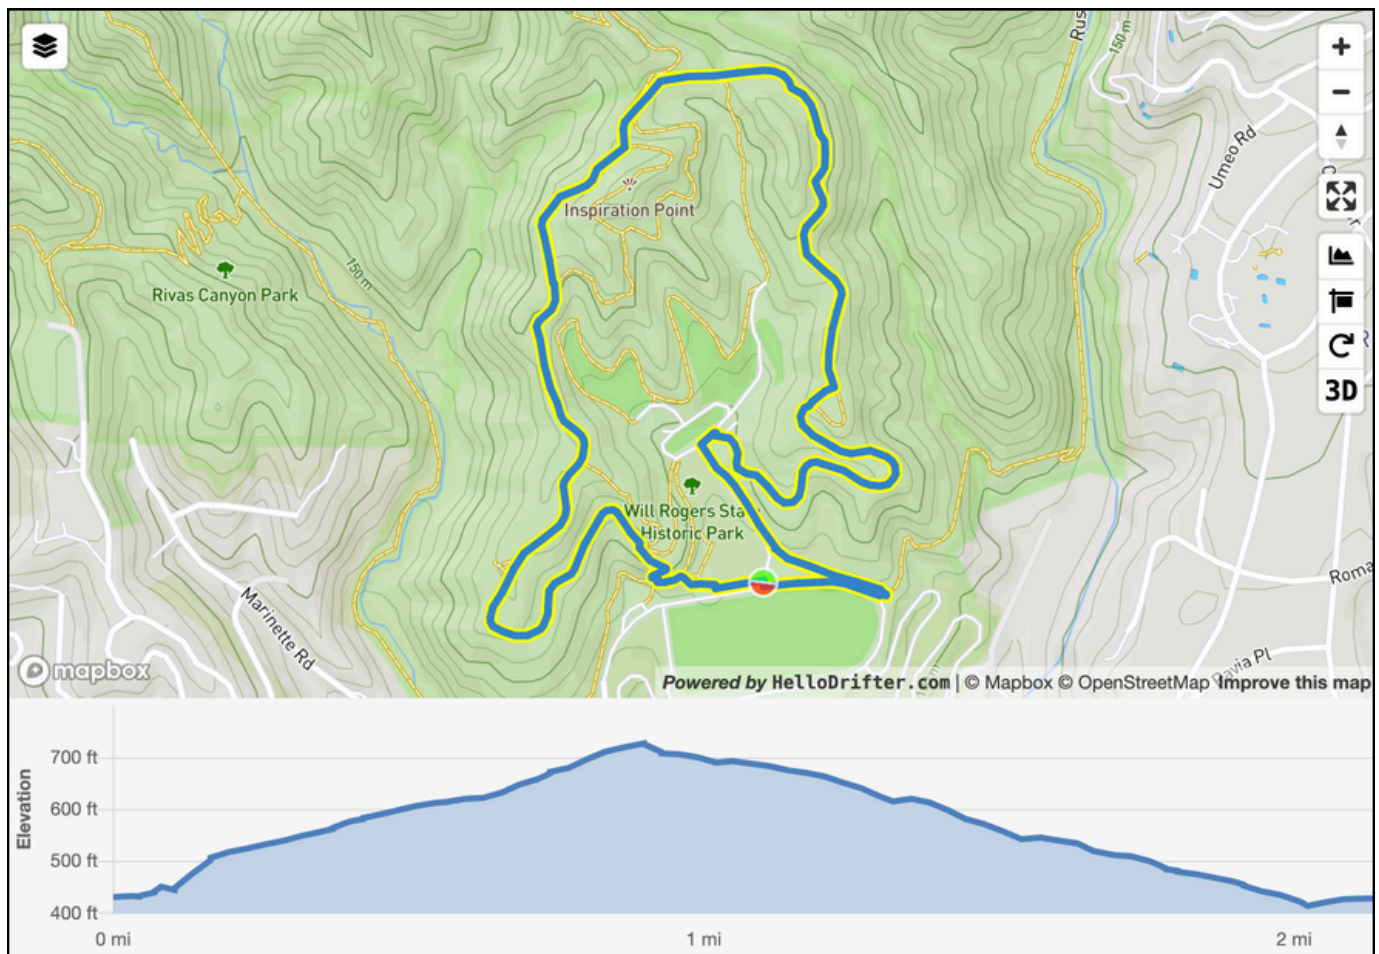 Rus
150 m
Umeo Rd
Inspiration Point
150 m
Rivas Canyon Park
3D
Will Rogers State
Historic Park
Marinette Rd
Roma
avia Pl
mapbox
Powered by HelloDrifter.com | © Mapbox © OpenStreetMap Improve this map
Elevation
700 ft
600 ft
500 ft
400 ft
0 mi
1 mi
2 mi